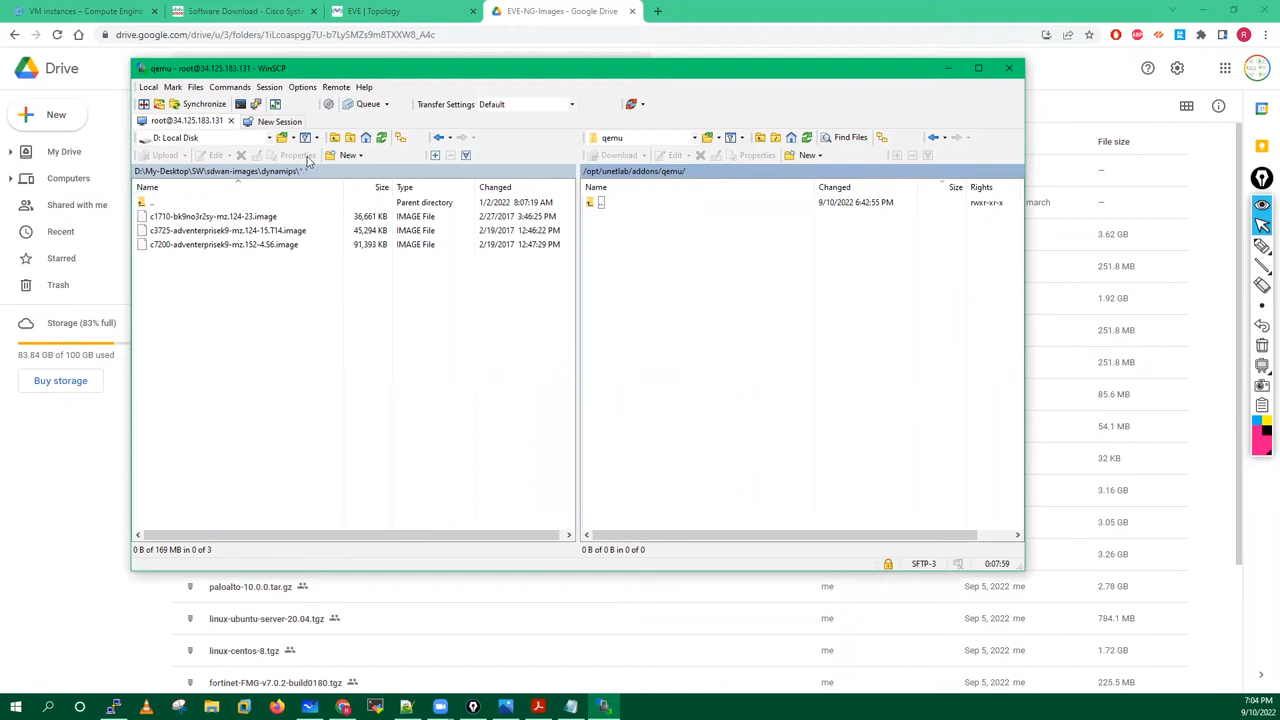 VM instances – Compute Engine
Software Download - Cisco Syste
EVE | Topology
EVE-NG-Images - Google Drive
drive.google.com/drive/u/3/folders/1iLcoaspgg7U-b7LySMZs9m8TXXW8_A4c
Drive
New
My Drive
Computers
Shared with me
Recent
Starred
Trash
Storage (83% full)
83.84 GB of 100 GB used
Buy storage
qemu - root@34.125.183.131 - WinSCP
Local Mark Files Commands Session Options Remote Help
Synchronize Queue Transfer Settings Default
root@34.125.183.131 New Session
D: Local Disk
qemu Find Files
Upload Edit Properties New
Download Edit Properties New
D:\My-Desktop\SW\sdwan-images\dynamips\*.*
/opt/unetlab/addons/qemu/
Name Size Type Changed
.. Parent directory 1/2/2022 8:07:19 AM
c1710-bk9no3r2sy-mz.124-23.image 36,661 KB IMAGE File 2/27/2017 3:46:25 PM
c3725-adventerprisek9-mz.124-15.T14.image 45,294 KB IMAGE File 2/19/2017 12:46:22 PM
c7200-adventerprisek9-mz.152-4.S6.image 91,393 KB IMAGE File 2/19/2017 12:47:29 PM
Name Changed Size Rights
.. 9/10/2022 6:42:55 PM rwxr-xr-x
0 B of 169 MB in 0 of 3
0 B of 0 B in 0 of 0
SFTP-3 0:07:59
File size
march —
3.62 GB
251.8 MB
1.92 GB
251.8 MB
251.8 MB
85.6 MB
54.1 MB
32 KB
3.16 GB
3.05 GB
3.26 GB
paloalto-10.0.0.tar.gz me Sep 5, 2022 me 2.78 GB
linux-ubuntu-server-20.04.tgz me Sep 5, 2022 me 784.1 MB
linux-centos-8.tgz me Sep 5, 2022 me 1.72 GB
fortinet-FMG-v7.0.2-build0180.tgz me Sep 5, 2022 me 225.5 MB
7:04 PM
9/10/2022